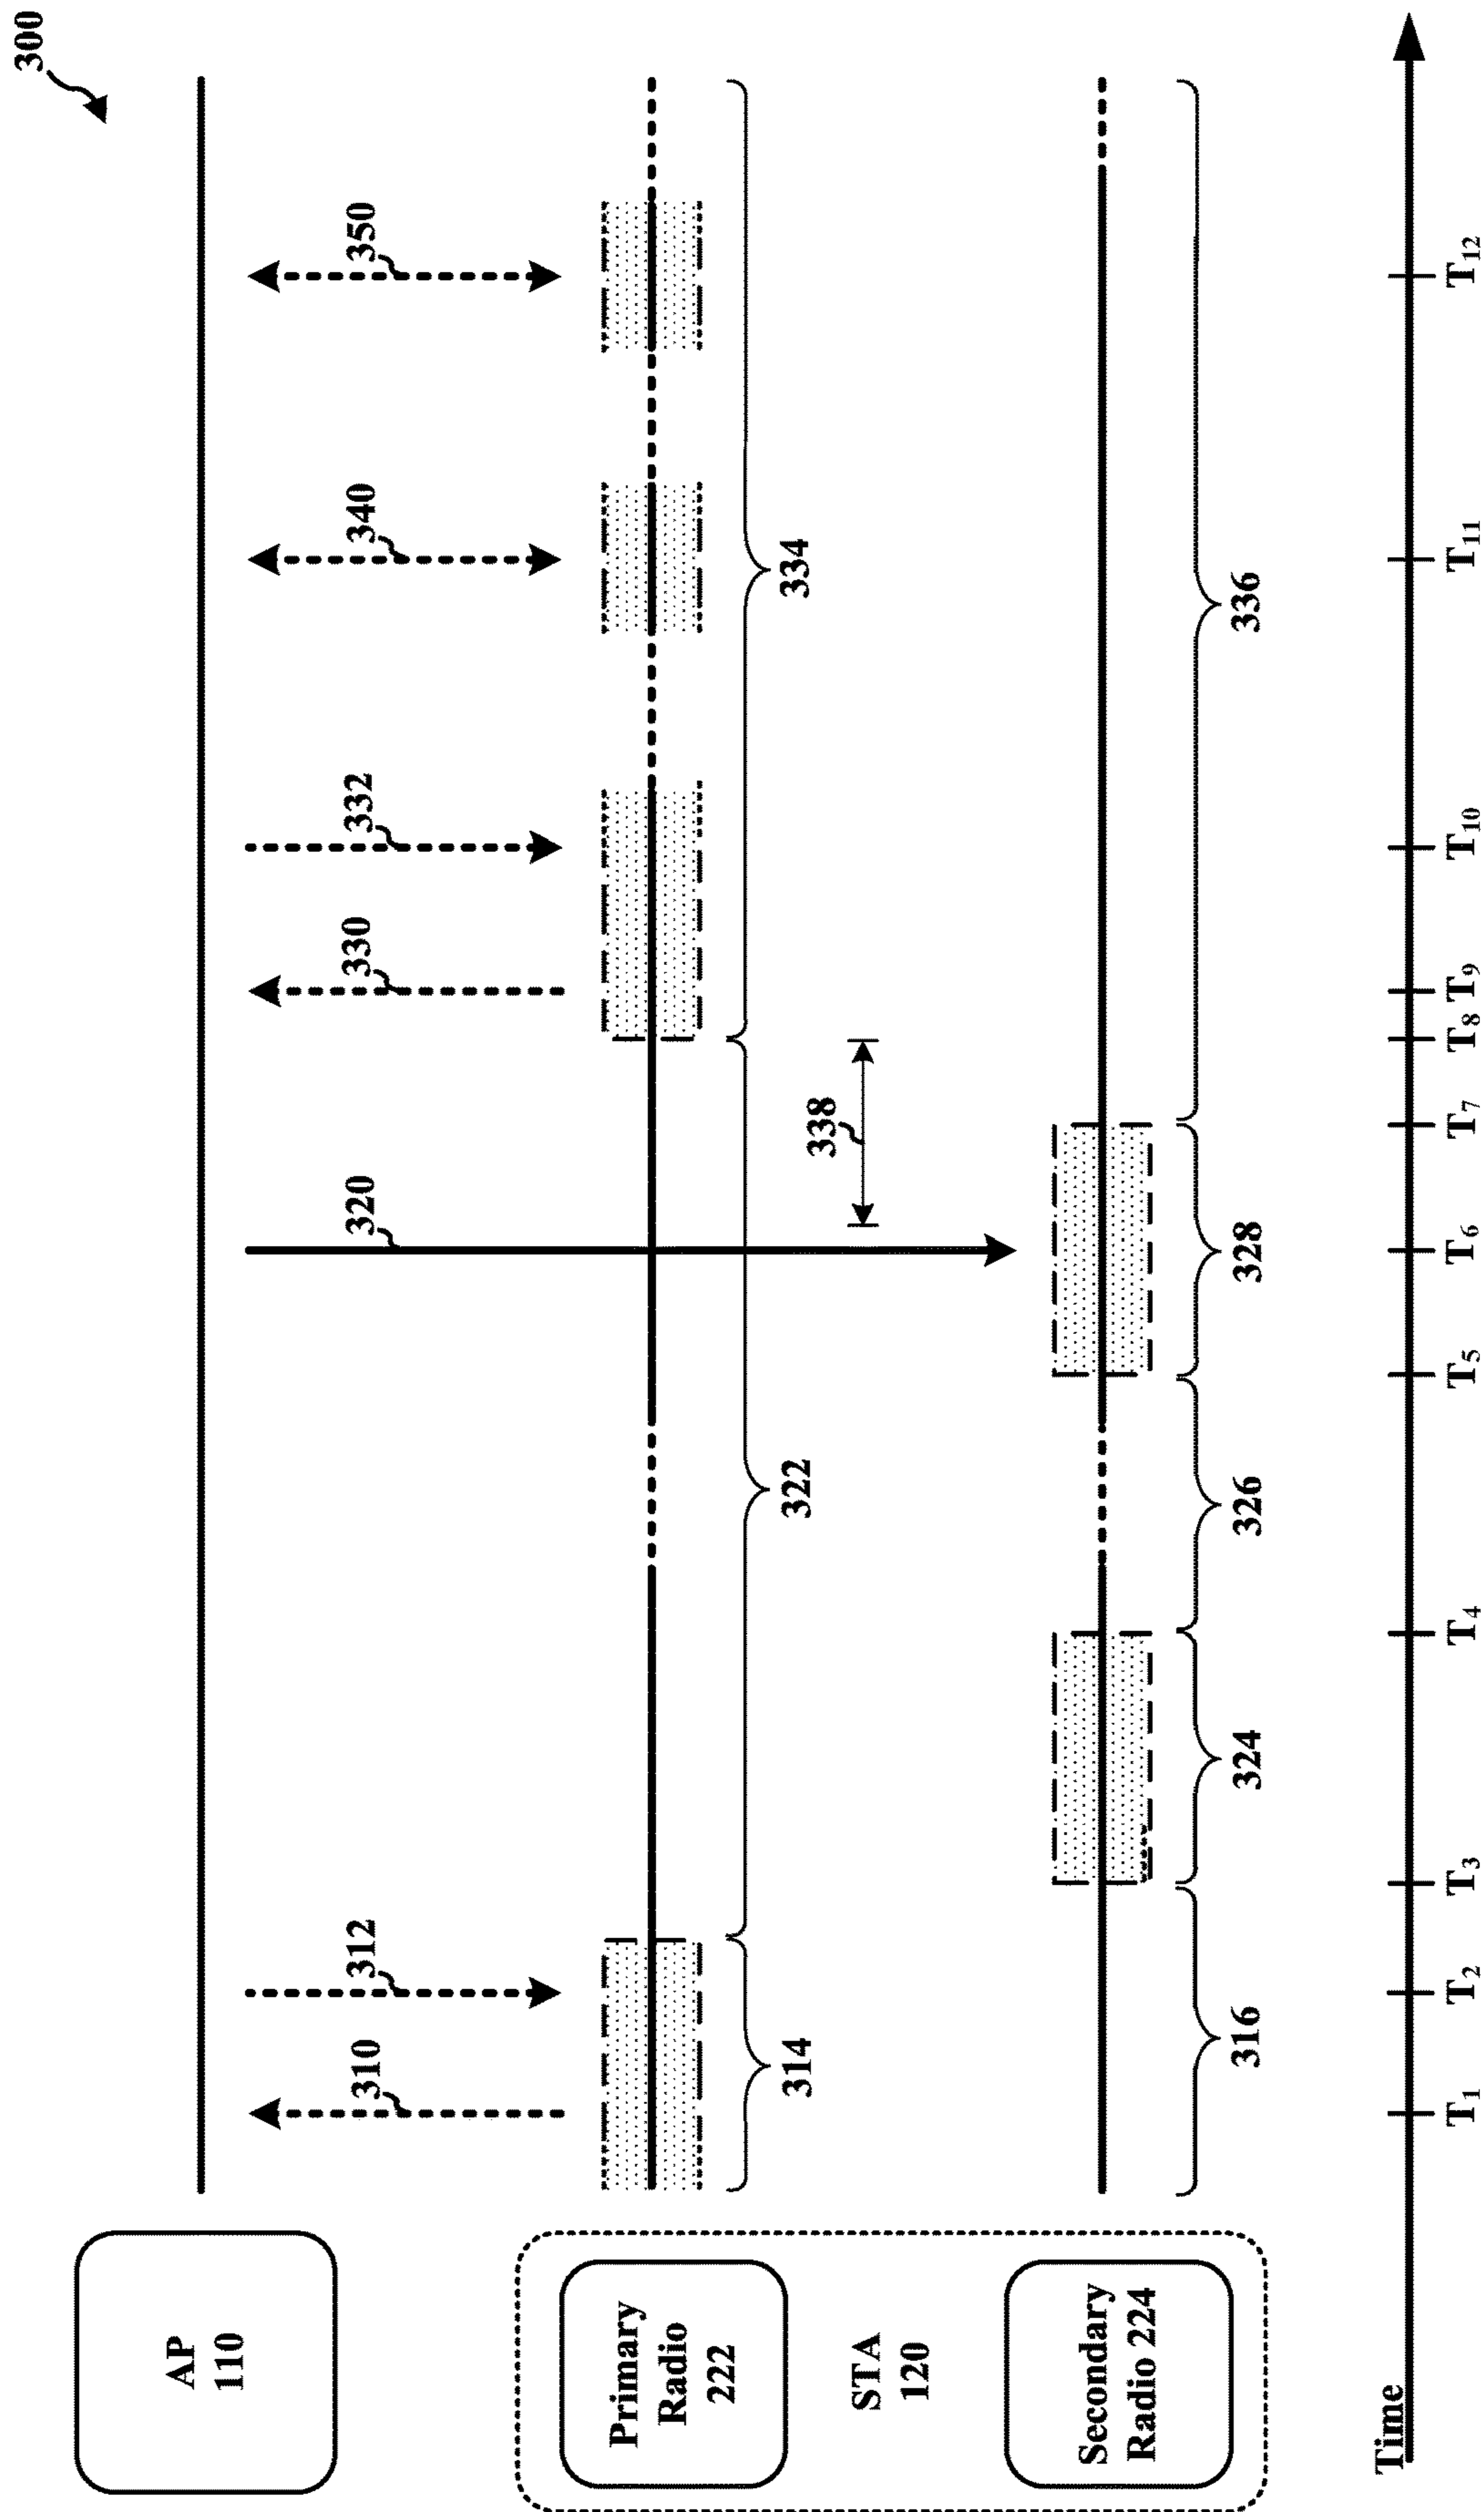 300
AP
110
310
312
320
330
332
340
350
Primary
Radio
222
314
322
334
STA
120
338
Secondary
Radio 224
316
324
326
328
336
Time
T1
T2
T3
T4
T5
T6
T7
T8
T9
T10
T11
T12